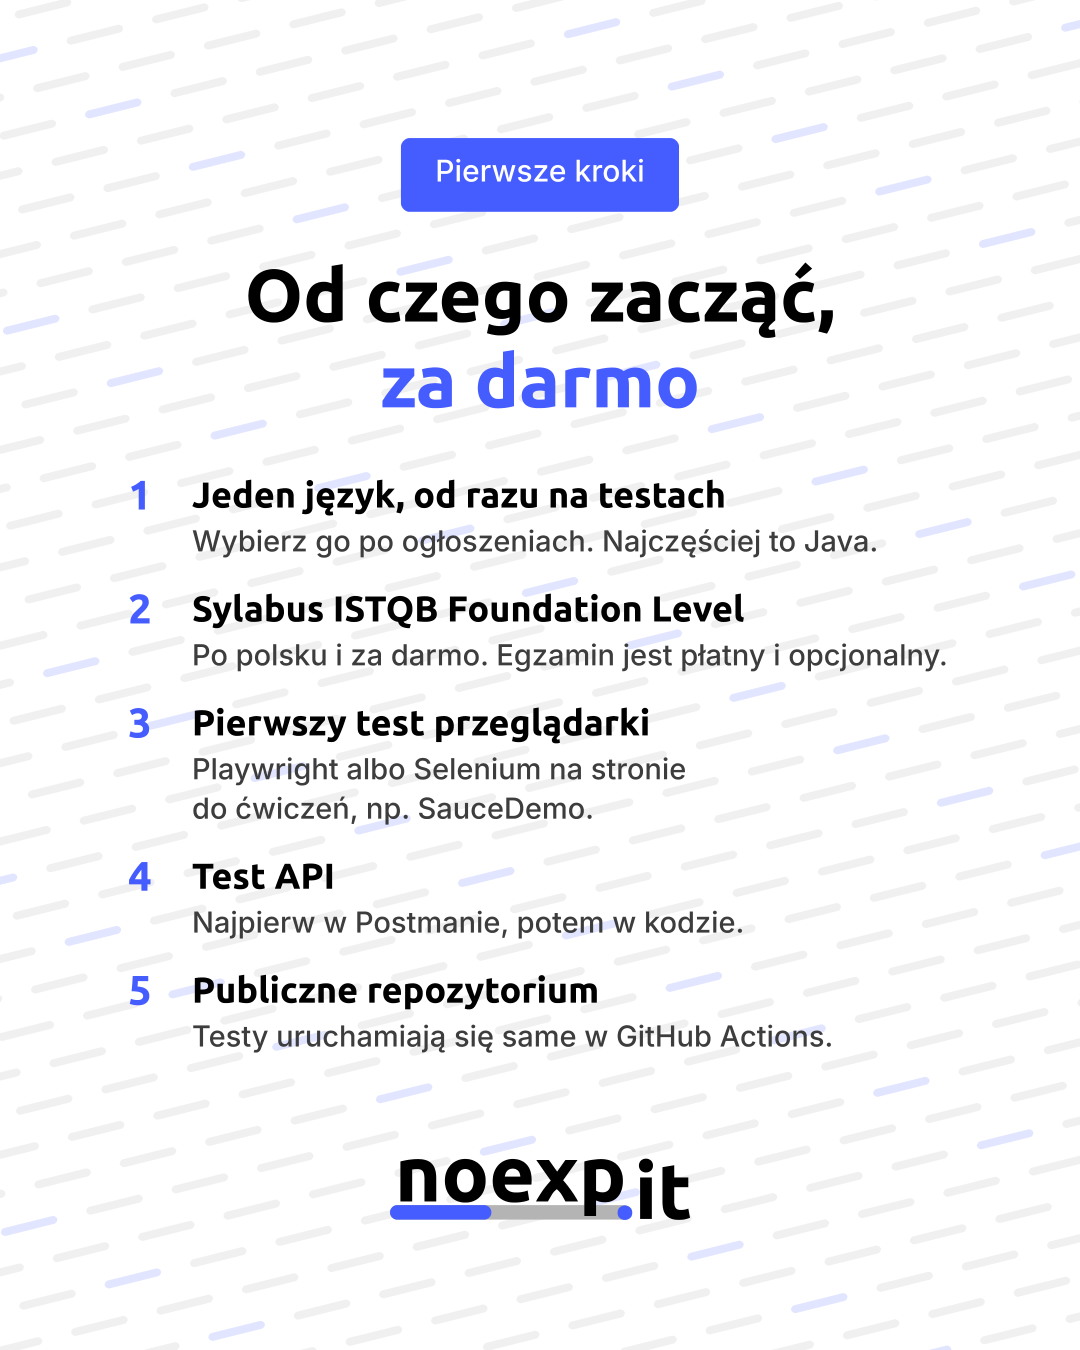 Pierwsze kroki
Od czego zacząć,
za darmo
1 Jeden język, od razu na testach
Wybierz go po ogłoszeniach. Najczęściej to Java.
2 Sylabus ISTQB Foundation Level
Po polsku i za darmo. Egzamin jest płatny i opcjonalny.
3 Pierwszy test przeglądarki
Playwright albo Selenium na stronie
do ćwiczeń, np. SauceDemo.
4 Test API
Najpierw w Postmanie, potem w kodzie.
5 Publiczne repozytorium
Testy uruchamiają się same w GitHub Actions.
noexp.it